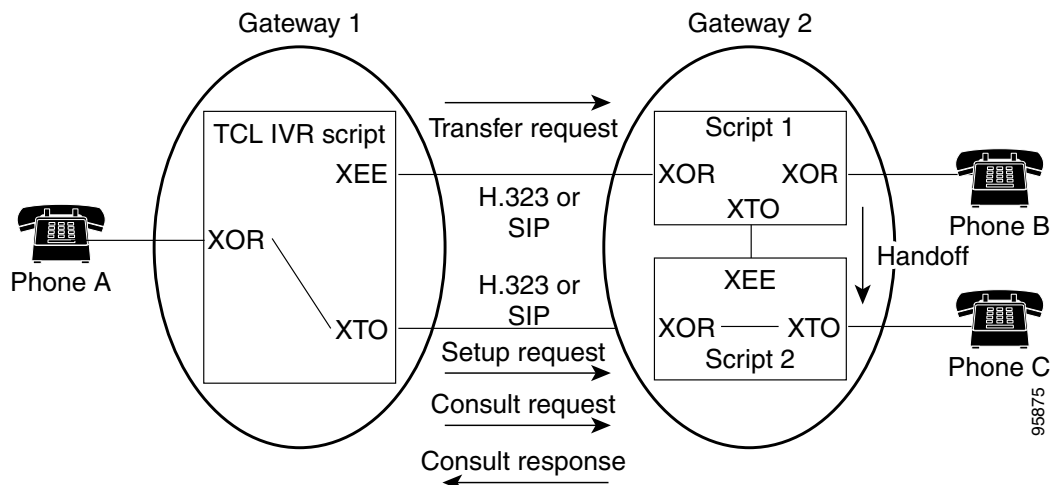 Gateway 1
Gateway 2
Transfer request
TCL IVR script
Script 1
XEE
XOR
XOR
H.323 or
SIP
XTO
Phone B
XOR
Handoff
Phone A
XEE
H.323 or
SIP
XTO
XOR
XTO
Setup request
Script 2
Phone C
Consult request
95875
Consult response